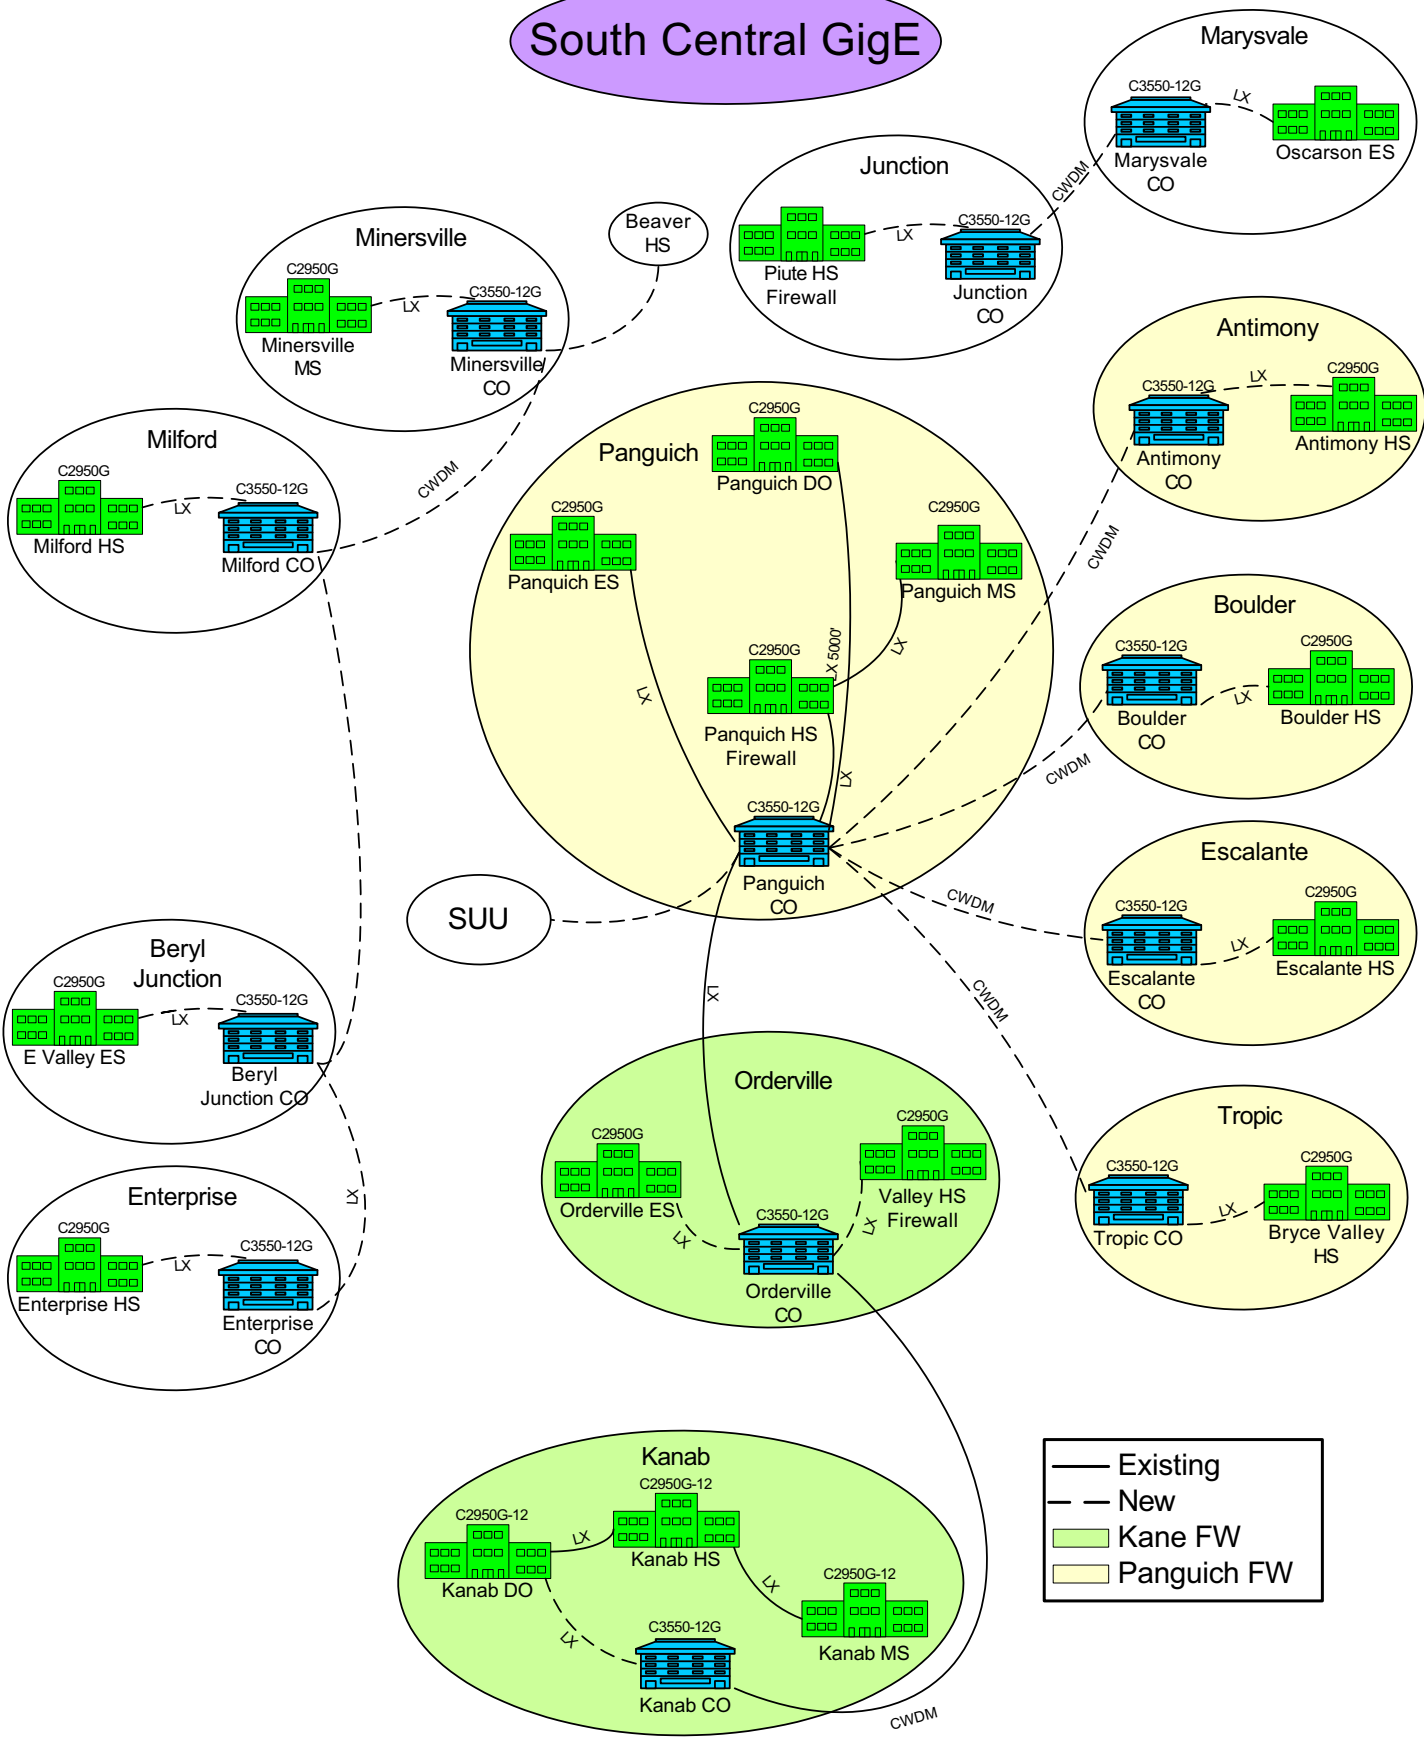 South Central GigE
Marysvale
C3550-12G
LX
Marysvale
CO
Oscarson ES
CWDM
Junction
C3550-12G
LX
Piute HS
Firewall
Junction
CO
Beaver
HS
Minersville
C2950G
C3550-12G
LX
Minersville
MS
Minersville
CO
CWDM
Antimony
C2950G
C3550-12G
LX
Antimony HS
Antimony
CO
CWDM
Milford
C2950G
C3550-12G
LX
Milford HS
Milford CO
Panguich
C2950G
Panguich DO
C2950G
Panquich ES
C2950G
Panguich MS
LX
LX 5000'
LX
C2950G
Panquich HS
Firewall
LX
C3550-12G
Panguich
CO
Boulder
C2950G
C3550-12G
LX
Boulder HS
Boulder
CO
CWDM
Escalante
C2950G
C3550-12G
LX
Escalante HS
Escalante
CO
CWDM
SUU
LX
CWDM
Beryl
Junction
C2950G
C3550-12G
LX
E Valley ES
Beryl
Junction CO
LX
Enterprise
C2950G
C3550-12G
LX
Enterprise HS
Enterprise
CO
Orderville
C2950G
C2950G
Orderville ES
Valley HS
Firewall
LX
LX
C3550-12G
Orderville
CO
Tropic
C2950G
C3550-12G
LX
Tropic CO
Bryce Valley
HS
Kanab
C2950G-12
C2950G-12
LX
Kanab HS
Kanab DO
LX
C2950G-12
Kanab MS
LX
C3550-12G
Kanab CO
CWDM
Existing
New
Kane FW
Panguich FW